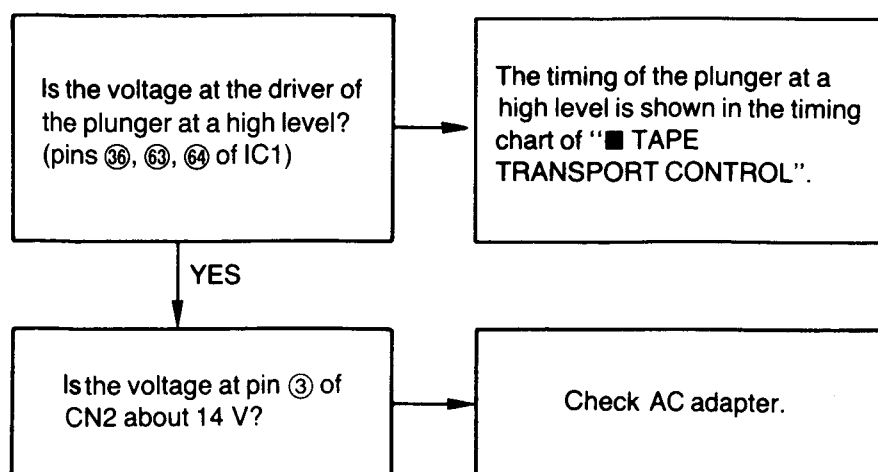 Is the voltage at the driver of
the plunger at a high level?
(pins ㊱, 63, 64 of IC1)
The timing of the plunger at a
high level is shown in the timing
chart of “■ TAPE
TRANSPORT CONTROL”.
YES
Is the voltage at pin ③ of
CN2 about 14 V?
Check AC adapter.